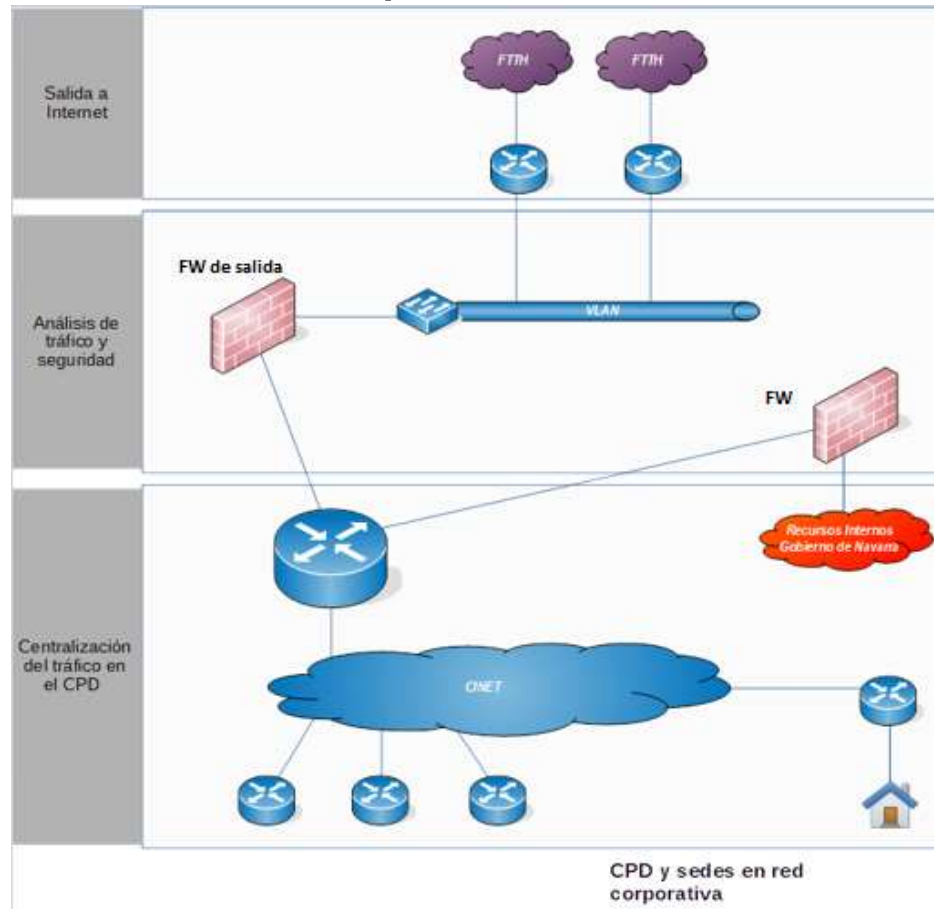 Salida a
Internet
FTTH
FTTH
Análisis de
tráfico y
seguridad
FW de salida
VLAN
FW
Recursos Internos
Gobierno de Navarra
Centralización
del tráfico en
el CPD
CINET
CPD y sedes en red
corporativa